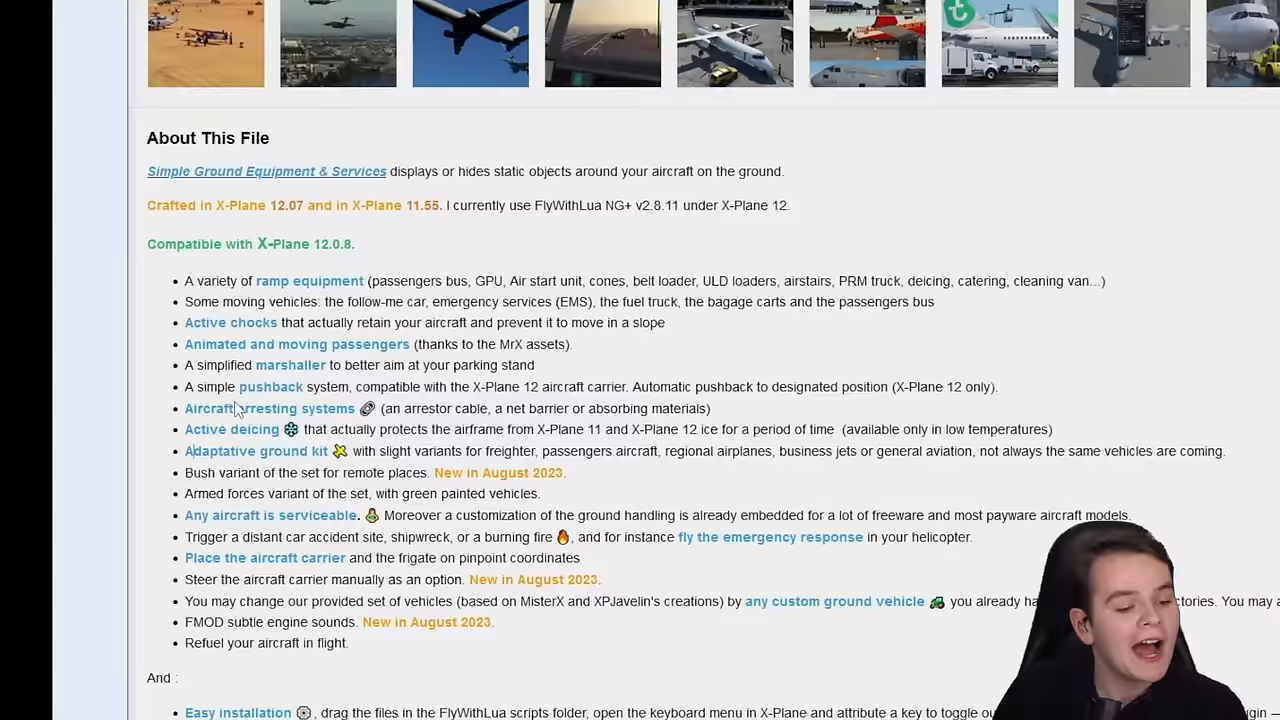 About This File
Simple Ground Equipment & Services displays or hides static objects around your aircraft on the ground.
Crafted in X-Plane 12.07 and in X-Plane 11.55. I currently use FlyWithLua NG+ v2.8.11 under X-Plane 12.
Compatible with X-Plane 12.0.8.
A variety of ramp equipment (passengers bus, GPU, Air start unit, cones, belt loader, ULD loaders, airstairs, PRM truck, deicing, catering, cleaning van...)
Some moving vehicles: the follow-me car, emergency services (EMS), the fuel truck, the bagage carts and the passengers bus
Active chocks that actually retain your aircraft and prevent it to move in a slope
Animated and moving passengers (thanks to the MrX assets).
A simplified marshaller to better aim at your parking stand
A simple pushback system, compatible with the X-Plane 12 aircraft carrier. Automatic pushback to designated position (X-Plane 12 only).
Aircraft arresting systems (an arrestor cable, a net barrier or absorbing materials)
Active deicing that actually protects the airframe from X-Plane 11 and X-Plane 12 ice for a period of time (available only in low temperatures)
Adaptative ground kit with slight variants for freighter, passengers aircraft, regional airplanes, business jets or general aviation, not always the same vehicles are coming.
Bush variant of the set for remote places. New in August 2023.
Armed forces variant of the set, with green painted vehicles.
Any aircraft is serviceable. Moreover a customization of the ground handling is already embedded for a lot of freeware and most payware aircraft models.
Trigger a distant car accident site, shipwreck, or a burning fire, and for instance fly the emergency response in your helicopter.
Place the aircraft carrier and the frigate on pinpoint coordinates
Steer the aircraft carrier manually as an option. New in August 2023.
You may change our provided set of vehicles (based on MisterX and XPJavelin's creations) by any custom ground vehicle you already You may
FMOD subtle engine sounds. New in August 2023.
Refuel your aircraft in flight.
And :
Easy installation , drag the files in the FlyWithLua scripts folder, open the keyboard menu in X-Plane and attribute a key to toggle